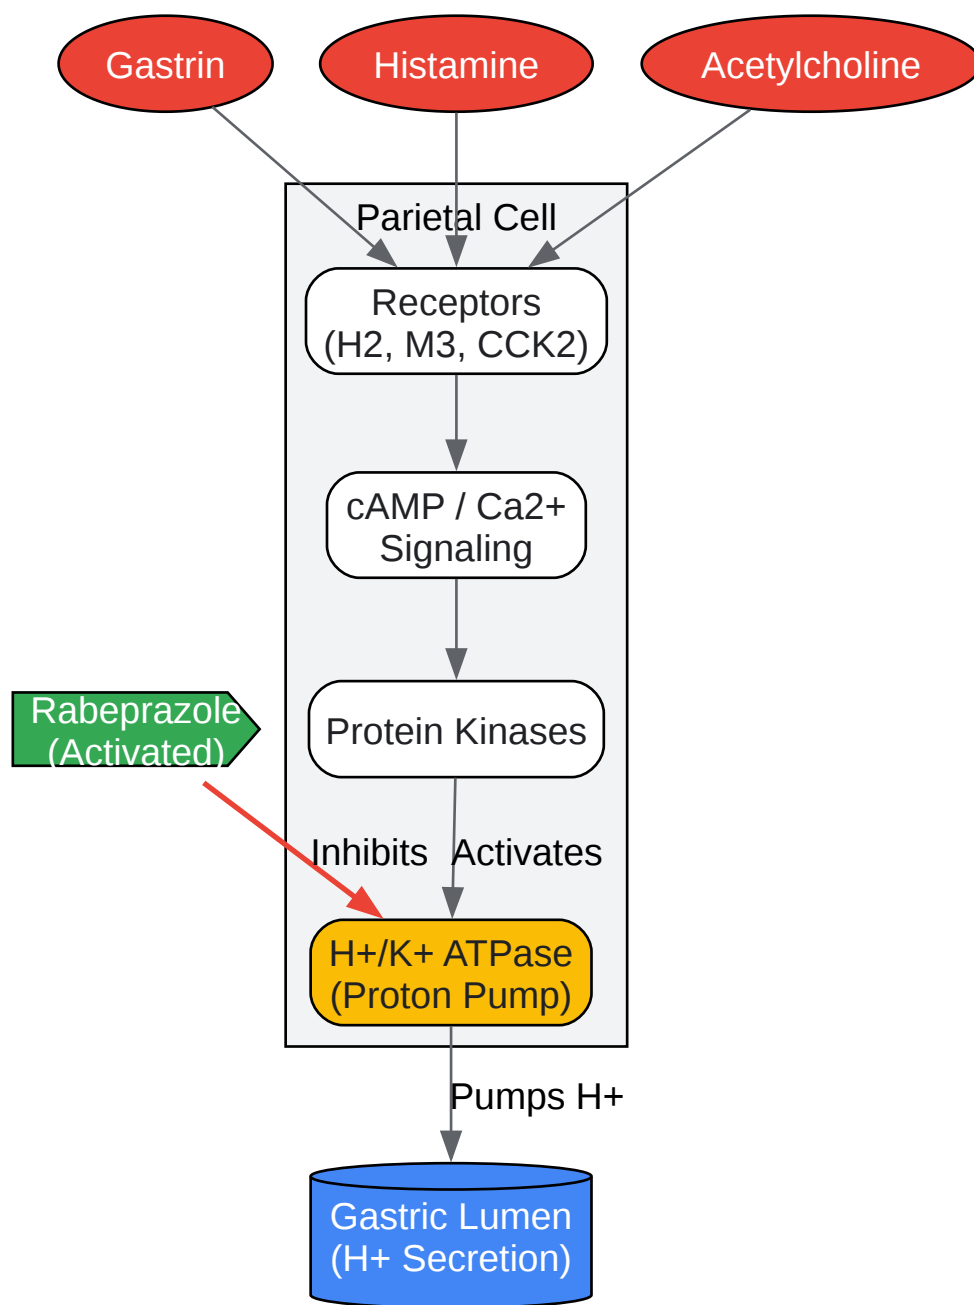 Gastrin
Histamine
Acetylcholine
Parietal Cell
Receptors
(H2, M3, CCK2)
cAMP / Ca2+
Signaling
Rabeprazole
(Activated)
Protein Kinases
Inhibits
Activates
H+/K+ ATPase
(Proton Pump)
Pumps H+
Gastric Lumen
(H+ Secretion)